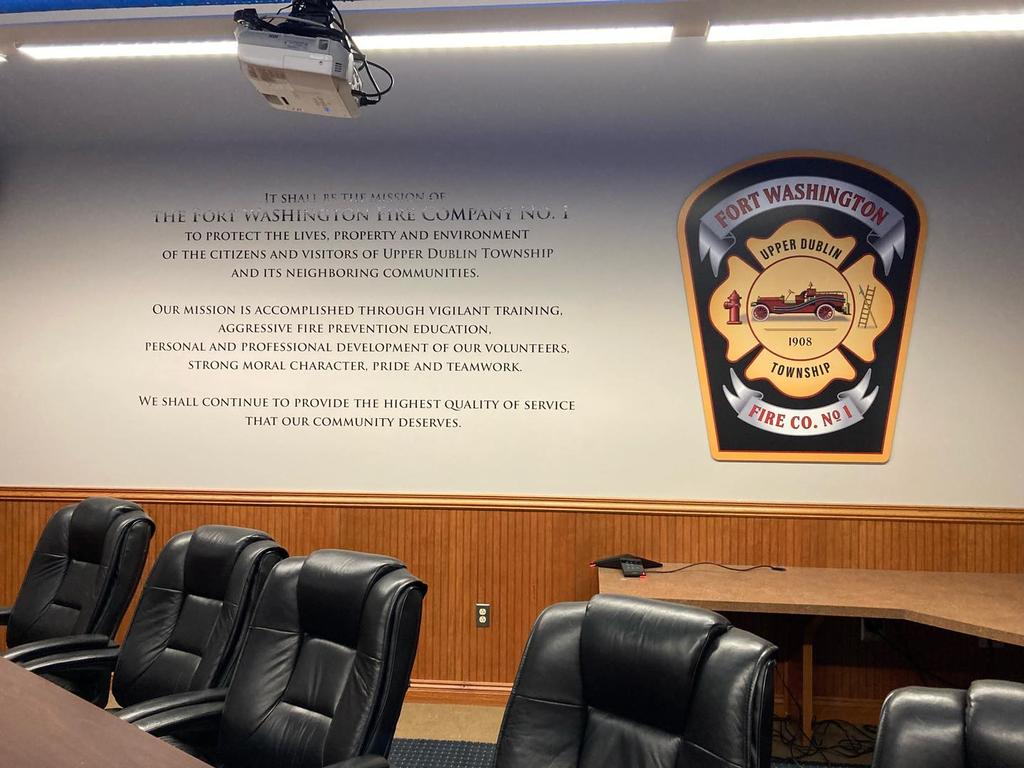 It shall be the mission of
the Fort Washington Fire Company No. 1
to protect the lives, property and environment
of the citizens and visitors of Upper Dublin Township
and its neighboring communities.
Our mission is accomplished through vigilant training,
aggressive fire prevention education,
personal and professional development of our volunteers,
strong moral character, pride and teamwork.
We shall continue to provide the highest quality of service
that our community deserves.
FORT WASHINGTON
UPPER DUBLIN
1908
TOWNSHIP
FIRE CO. No 1